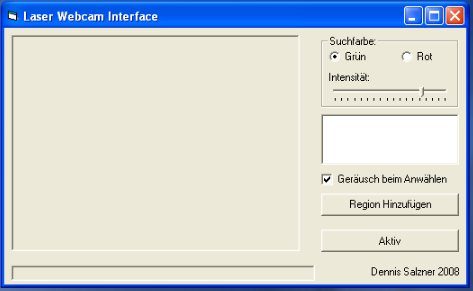 Laser Webcam Interface
Suchfarbe:
Grün Rot
Intensität:
Geräusch beim Anwählen
Region Hinzufügen
Aktiv
Dennis Salzner 2008